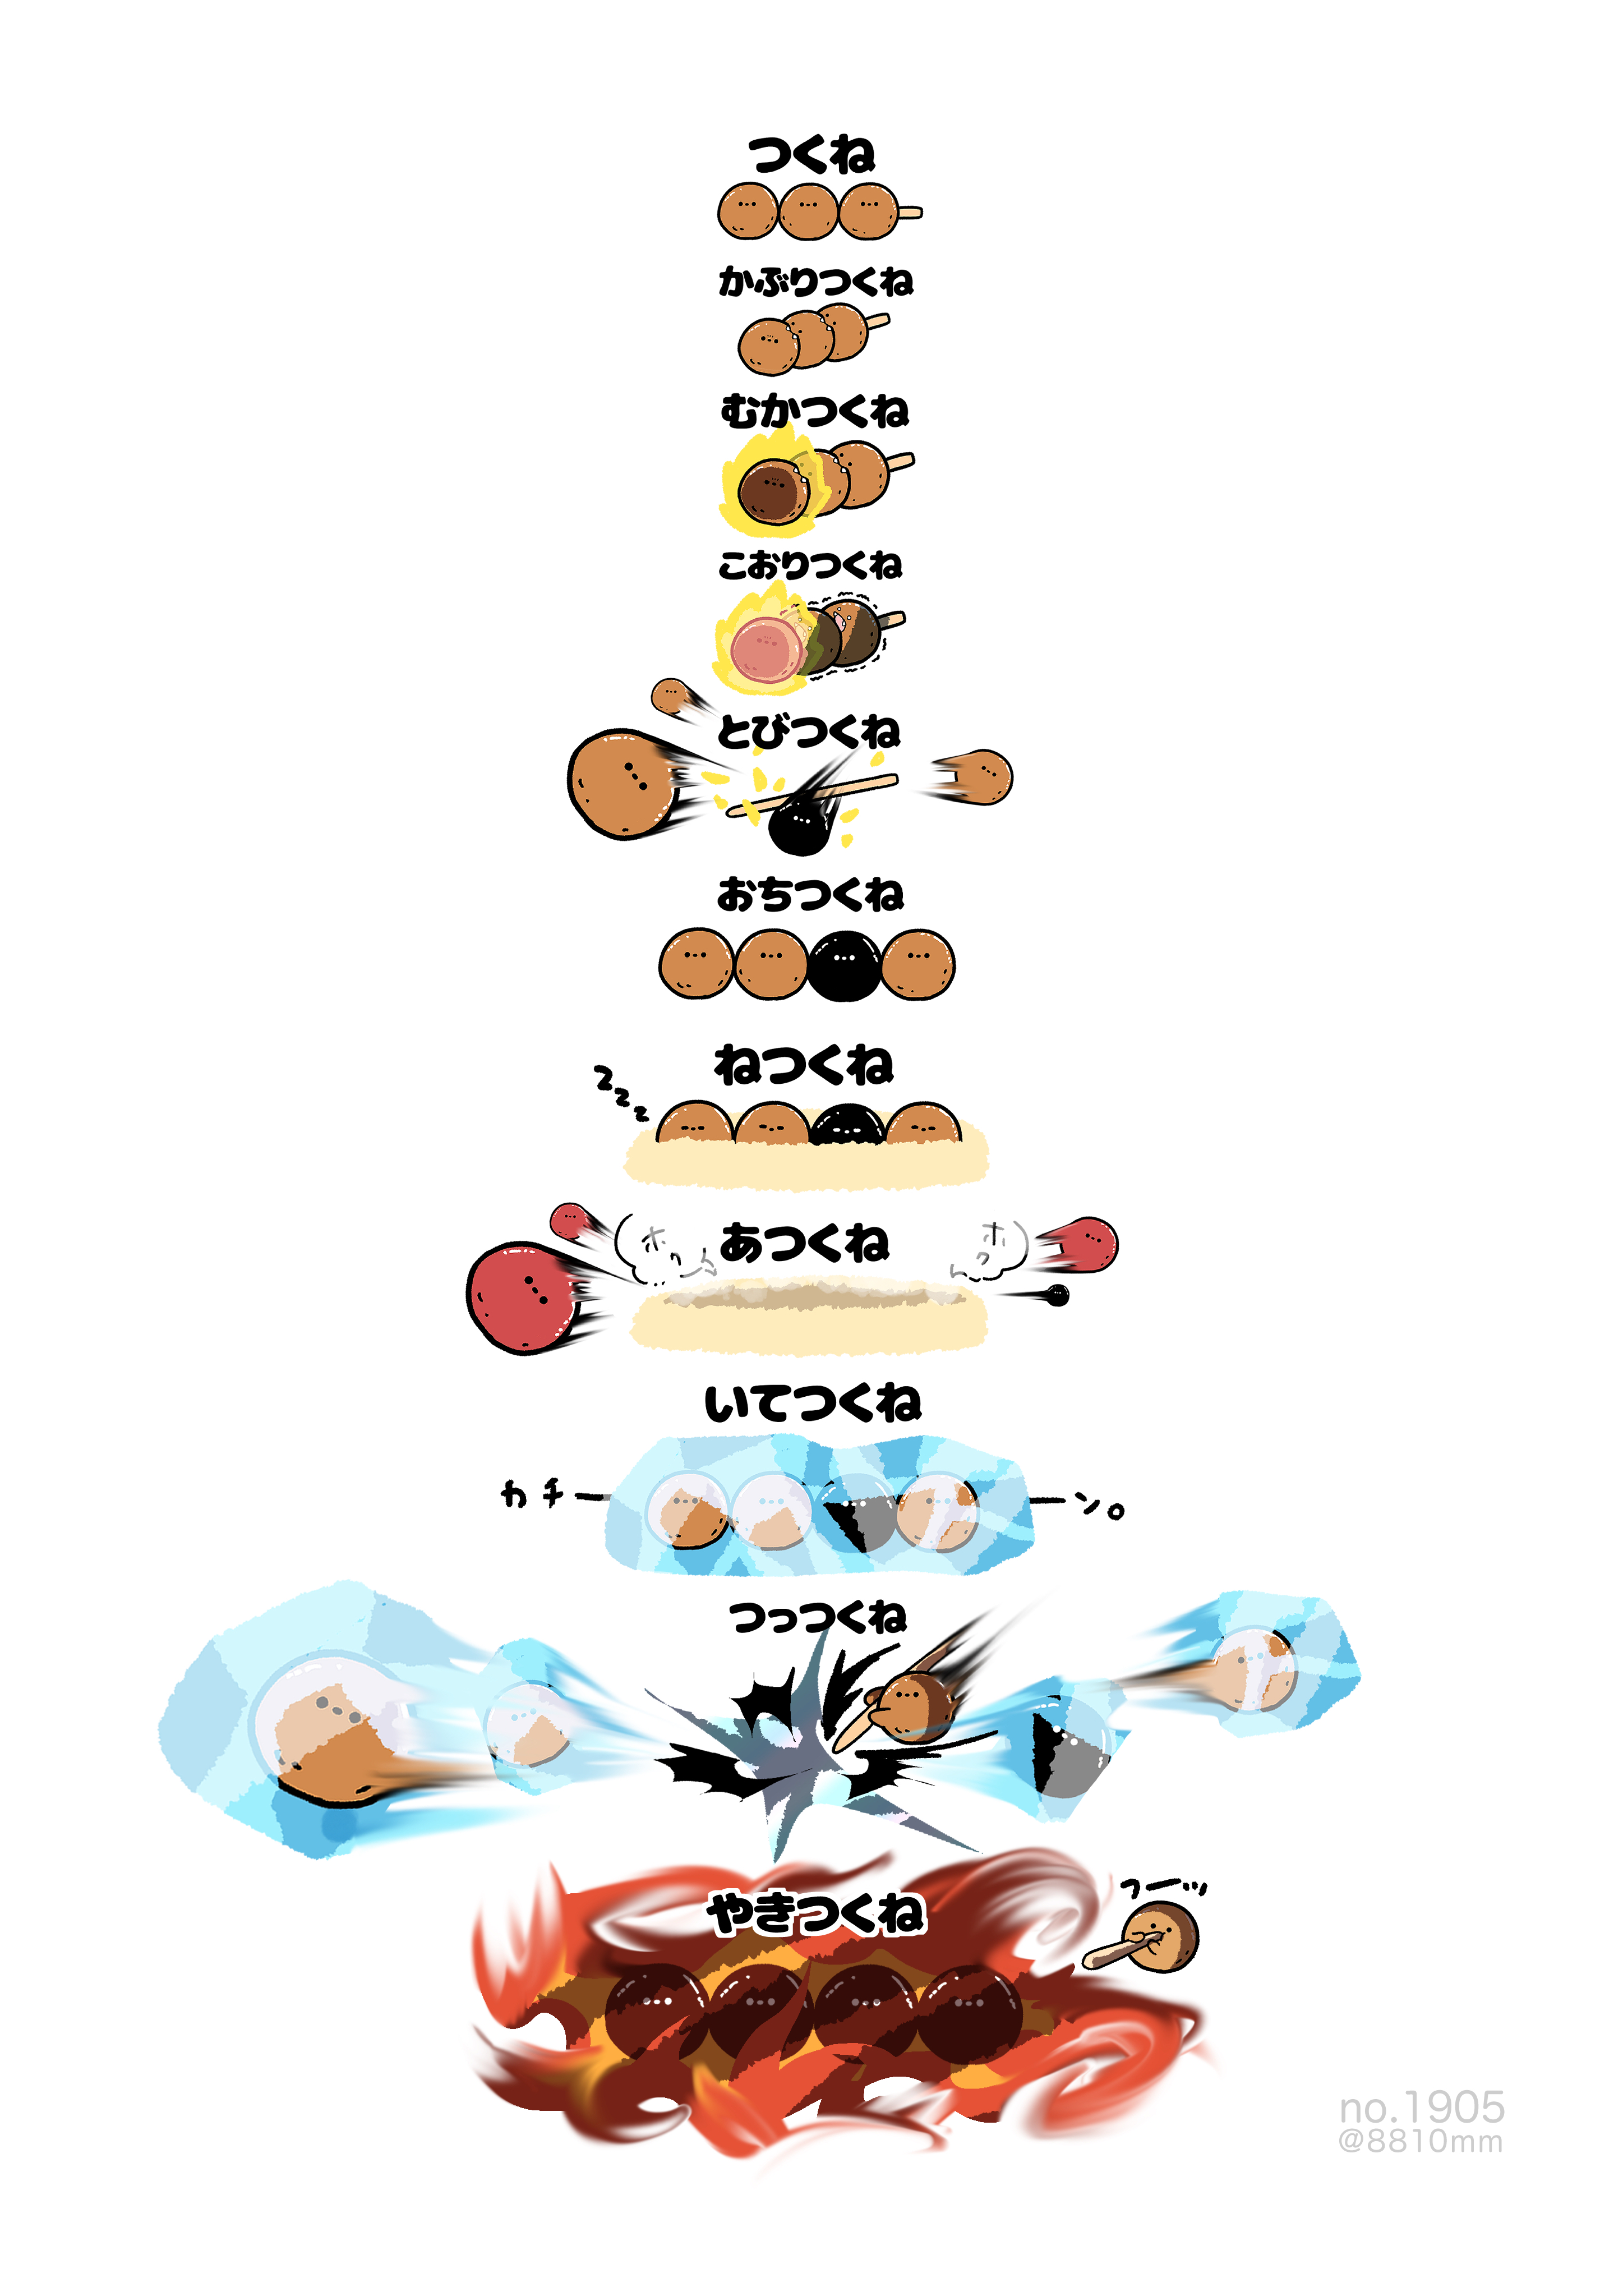 つくね
かぶりつくね
むかつくね
こおりつくね
とびつくね
おちつくね
zzz
ねつくね
ホク
あつくね
ホク
いてつくね
カチーン。
つっつくね
やきつくね
フーッ
no.1905
@8810mm